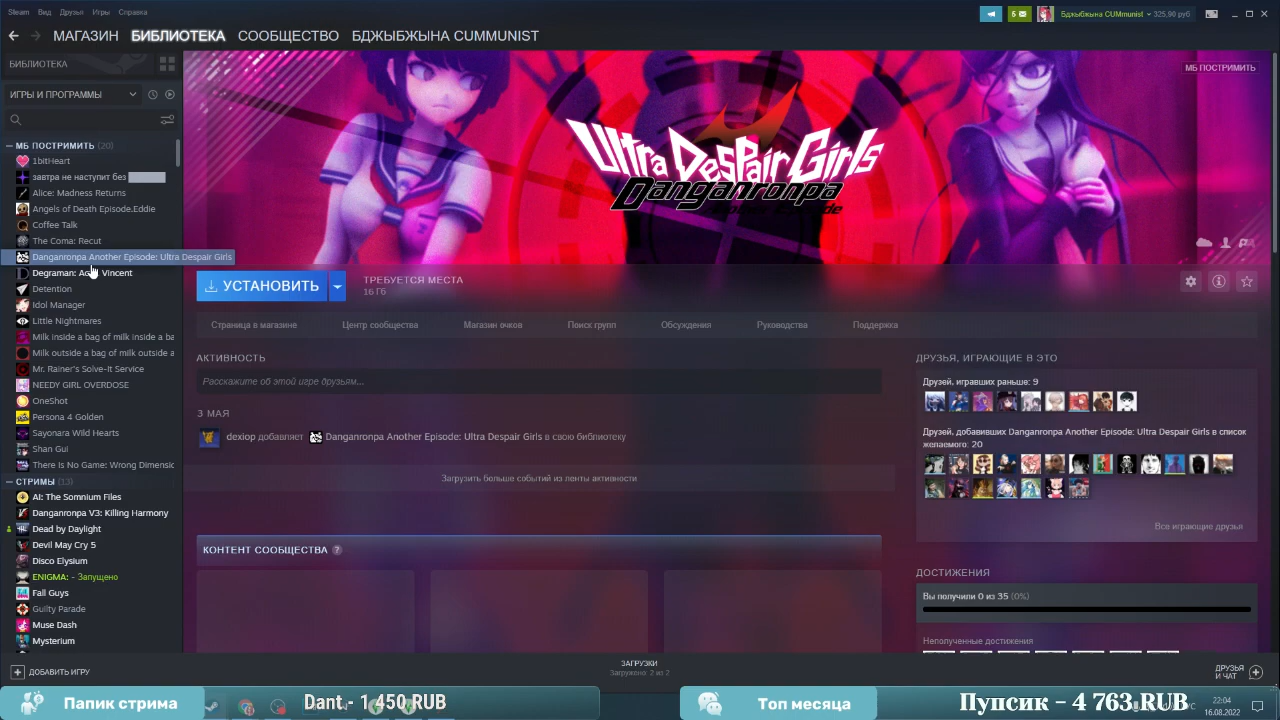 Steam Вид Друзья Игры Справка
6
Бджыбжына CUMmunist 325,90 руб
МАГАЗИН БИБЛИОТЕКА СООБЩЕСТВО БДЖЫБЖЫНА CUMMUNIST
БИБЛИОТЕКА
МБ ПОСТРИМИТЬ
ИГРЫ И ПРОГРАММЫ
Ultra Despair Girls
Danganronpa
МБ ПОСТРИМИТЬ (20)
1bitHeart
завтра не наступит без
Alice: Madness Returns
Angels of Death Episode.Eddie
Coffee Talk
The Coma: Recut
Danganronpa Another Episode: Ultra Despair Girls
Degraman: Vincent
Detention
Idol Manager
Little Nightmares
Milk inside a bag of milk inside a ba
Milk outside a bag of milk outside a
Mr. Rainer's Solve-It Service
NEEDY GIRL OVERDOSE
OneShot
Persona 4 Golden
Sayonara Wild Hearts
Shan Gui
There Is No Game: Wrong Dimensio
СТРИМЫ (13)
AI: The Somnium Files
Danganronpa V3: Killing Harmony
Dead by Daylight
Devil May Cry 5
Disco Elysium
ENIGMA: - Запущено
Fall Guys
Guilty Parade
Muse Dash
Mysterium
УСТАНОВИТЬ
ТРЕБУЕТСЯ МЕСТА
16 Гб
Страница в магазине Центр сообщества Магазин очков Поиск групп Обсуждения Руководства Поддержка
АКТИВНОСТЬ
Расскажите об этой игре друзьям...
3 МАЯ
dexiop добавляет Danganronpa Another Episode: Ultra Despair Girls в свою библиотеку
Загрузить больше событий из ленты активности
КОНТЕНТ СООБЩЕСТВА ?
ДРУЗЬЯ, ИГРАЮЩИЕ В ЭТО
Друзей, игравших раньше: 9
Друзей, добавивших Danganronpa Another Episode: Ultra Despair Girls в список
желаемого: 20
Все играющие друзья
ДОСТИЖЕНИЯ
Вы получили 0 из 35 (0%)
Неполученные достижения
ДОБАВИТЬ ИГРУ
ЗАГРУЗКИ
Загружено: 2 из 2
ДРУЗЬЯ
И ЧАТ
Папик стрима
Dant - 1 450 RUB
Топ месяца
Пупсик – 4 763 RUB
22:04
16.08.2022